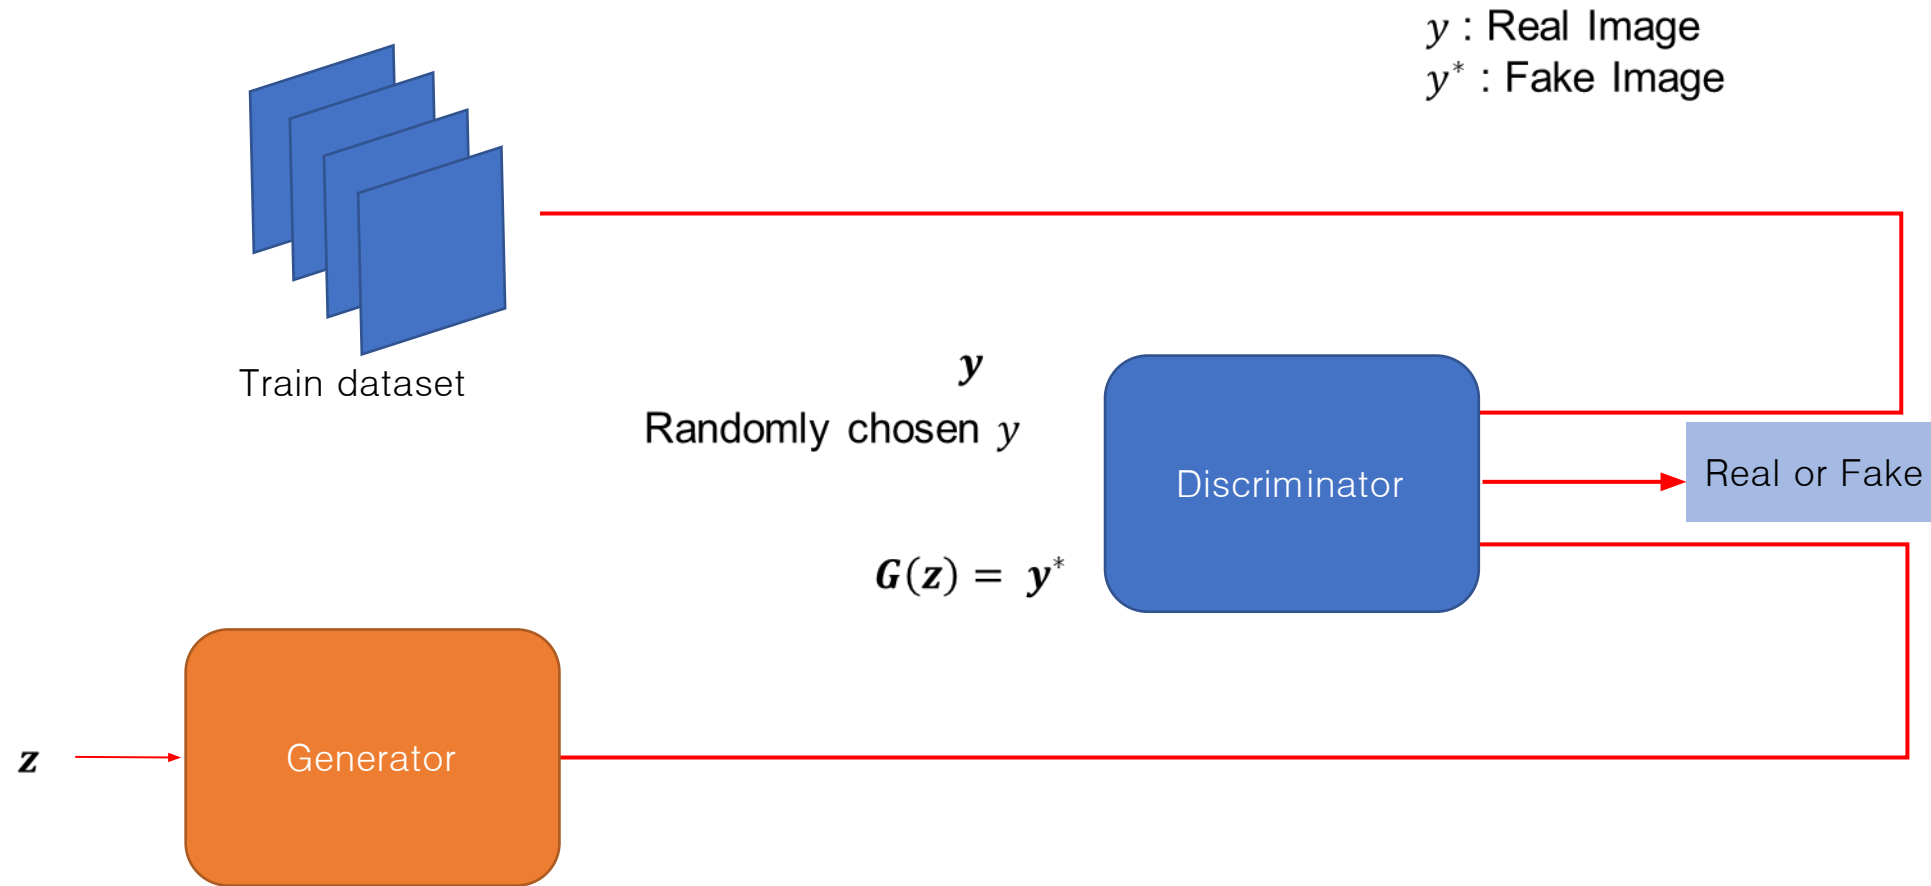 y : Real Image
y* : Fake Image
Train dataset
y
Randomly chosen y
Discriminator
Real or Fake
G(z) = y*
z
Generator